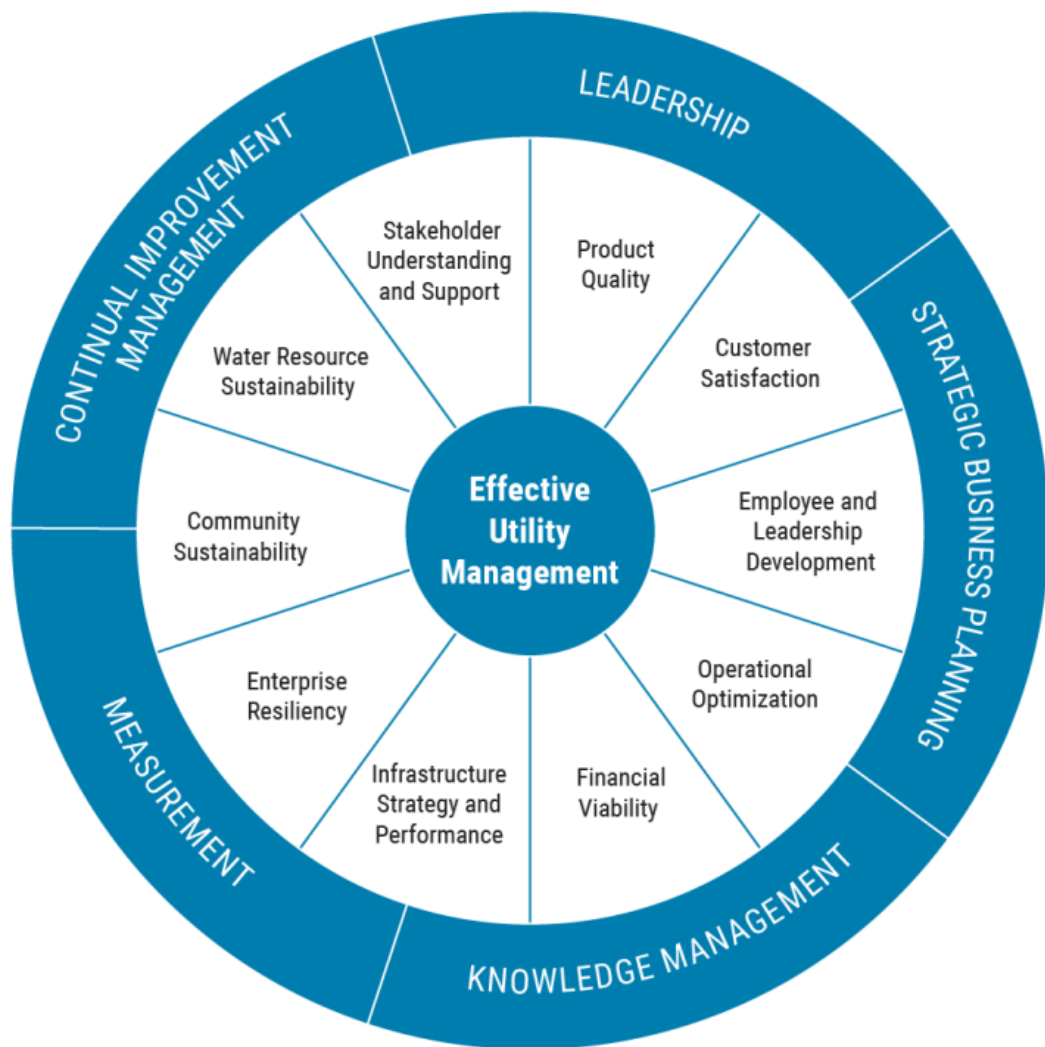 LEADERSHIP
STRATEGIC BUSINESS PLANNING
KNOWLEDGE MANAGEMENT
MEASUREMENT
CONTINUAL IMPROVEMENT
MANAGEMENT
Product
Quality
Customer
Satisfaction
Employee and
Leadership
Development
Operational
Optimization
Financial
Viability
Infrastructure
Strategy and
Performance
Enterprise
Resiliency
Community
Sustainability
Water Resource
Sustainability
Stakeholder
Understanding
and Support
Effective
Utility
Management